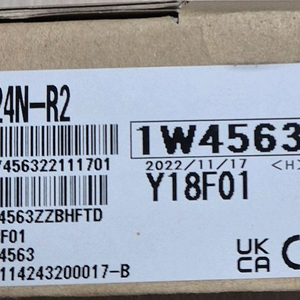 24N-R2
1W4563
7456322111701
2022/11/17
<H
Y18F01
4563ZZBHFTD
F01
4563
114243200017-B
UK
CA